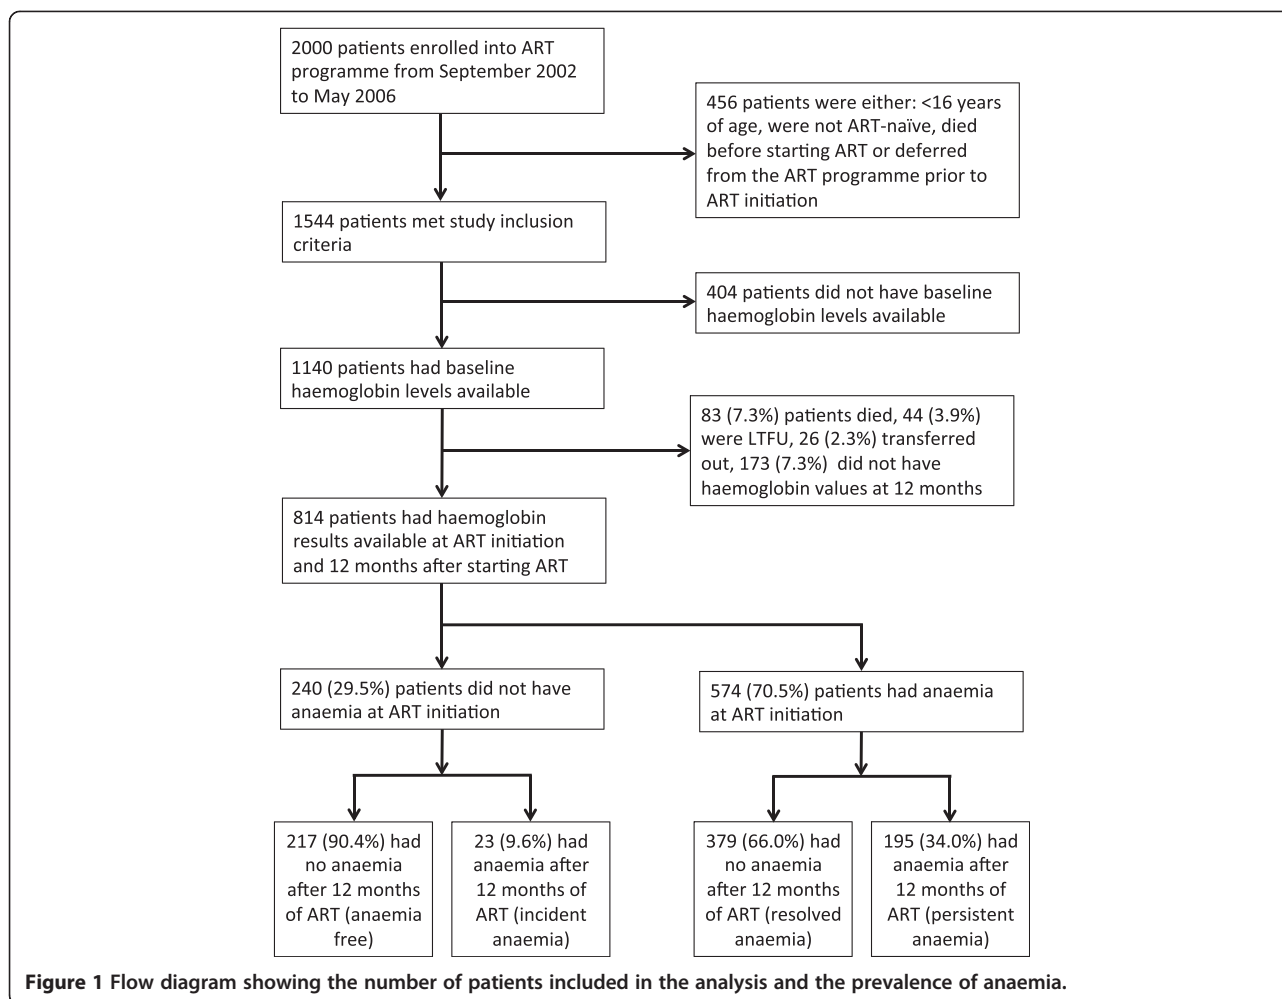 2000 patients enrolled into ART
programme from September 2002
to May 2006
456 patients were either: <16 years
of age, were not ART-naïve, died
before starting ART or deferred
from the ART programme prior to
ART initiation
1544 patients met study inclusion
criteria
404 patients did not have baseline
haemoglobin levels available
1140 patients had baseline
haemoglobin levels available
83 (7.3%) patients died, 44 (3.9%)
were LTFU, 26 (2.3%) transferred
out, 173 (7.3%) did not have
haemoglobin values at 12 months
814 patients had haemoglobin
results available at ART initiation
and 12 months after starting ART
240 (29.5%) patients did not have
anaemia at ART initiation
574 (70.5%) patients had anaemia
at ART initiation
217 (90.4%) had
no anaemia
after 12 months
of ART (anaemia
free)
23 (9.6%) had
anaemia after
12 months of
ART (incident
anaemia)
379 (66.0%) had
no anaemia
after 12 months
of ART (resolved
anaemia)
195 (34.0%) had
anaemia after
12 months of
ART (persistent
anaemia)
Figure 1 Flow diagram showing the number of patients included in the analysis and the prevalence of anaemia.